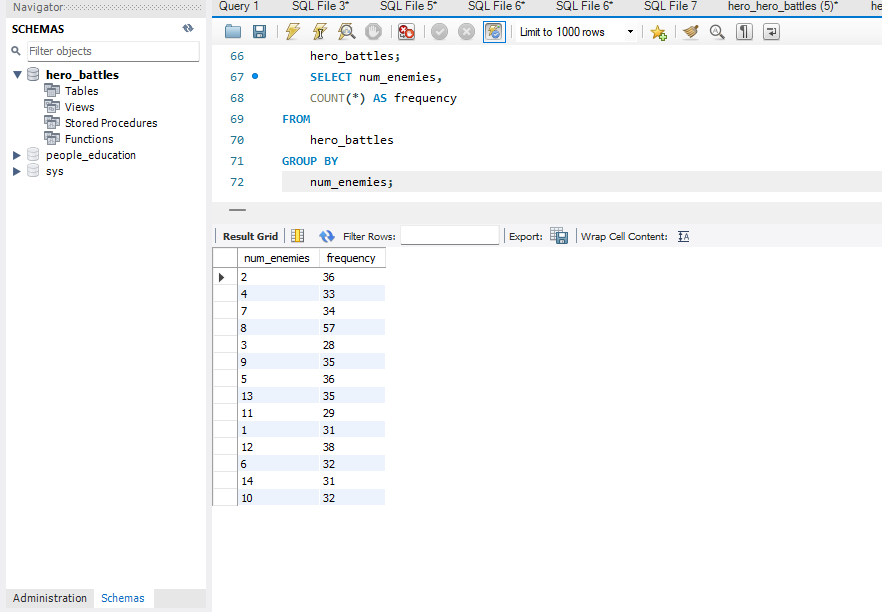 Navigator
Query 1 SQL File 3* SQL File 5* SQL File 6* SQL File 6* SQL File 7 hero_hero_battles (5)* he
SCHEMAS
Filter objects
hero_battles
Tables
Views
Stored Procedures
Functions
people_education
sys
Administration Schemas
Limit to 1000 rows
66 hero_battles;
67 SELECT num_enemies,
68 COUNT(*) AS frequency
69 FROM
70 hero_battles
71 GROUP BY
72 num_enemies;
Result Grid Filter Rows: Export: Wrap Cell Content: IA
num_enemies frequency
2 36
4 33
7 34
8 57
3 28
9 35
5 36
13 35
11 29
1 31
12 38
6 32
14 31
10 32